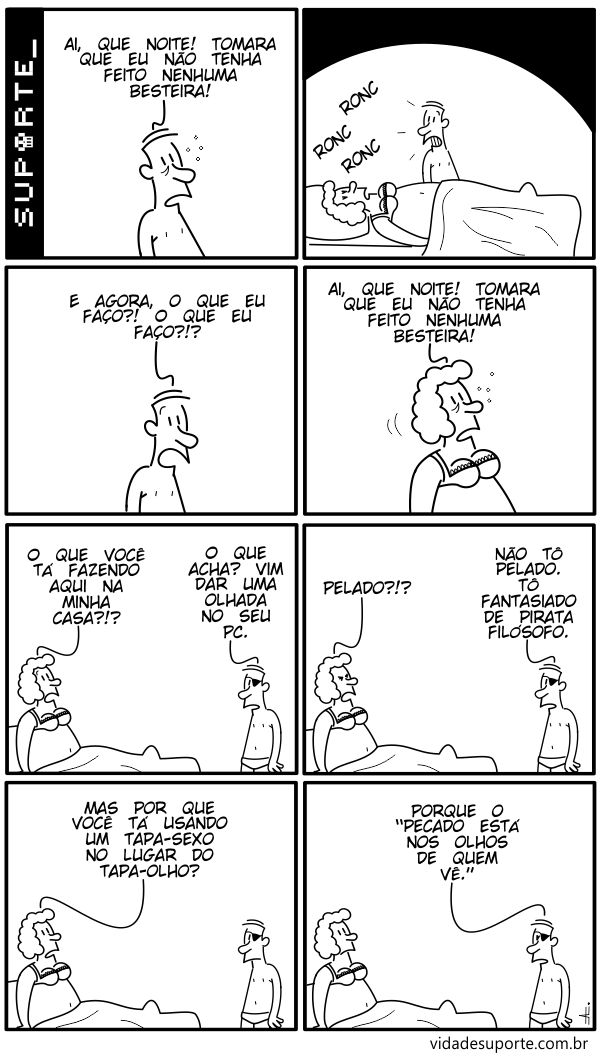 SUPORTE_
AI, QUE NOITE! TOMARA
QUE EU NÃO TENHA
FEITO NENHUMA
BESTEIRA!
RONC
RONC
RONC
E AGORA, O QUE EU
FAÇO?! O QUE EU
FAÇO?!?
AI, QUE NOITE! TOMARA
QUE EU NÃO TENHA
FEITO NENHUMA
BESTEIRA!
O QUE VOCÊ
TÁ FAZENDO
AQUI NA
MINHA
CASA?!?
O QUE
ACHA? VIM
DAR UMA
OLHADA
NO SEU
PC.
PELADO?!?
NÃO TÔ
PELADO.
TÔ
FANTASIADO
DE PIRATA
FILÓSOFO.
MAS POR QUE
VOCÊ TÁ USANDO
UM TAPA-SEXO
NO LUGAR DO
TAPA-OLHO?
PORQUE O
"PECADO ESTÁ
NOS OLHOS
DE QUEM
VÊ."
vidadesuporte.com.br